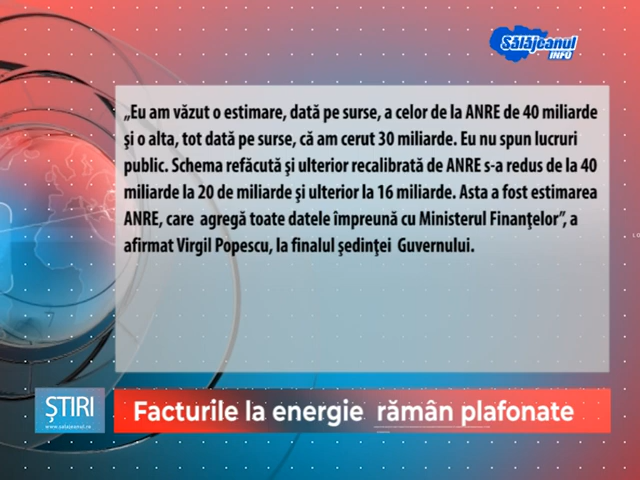 Sălăjeanul
INFO
„Eu am văzut o estimare, dată pe surse, a celor de la ANRE de 40 miliarde
şi o alta, tot dată pe surse, că am cerut 30 miliarde. Eu nu spun lucruri
public. Schema refăcută şi ulterior recalibrată de ANRE s-a redus de la 40
miliarde la 20 de miliarde şi ulterior la 16 miliarde. Asta a fost estimarea
ANRE, care agregă toate datele împreună cu Ministerul Finanţelor”, a
afirmat Virgil Popescu, la finalul şedinţei Guvernului.
ŞTIRI
www.salajeanul.ro
Facturile la energie rămân plafonate